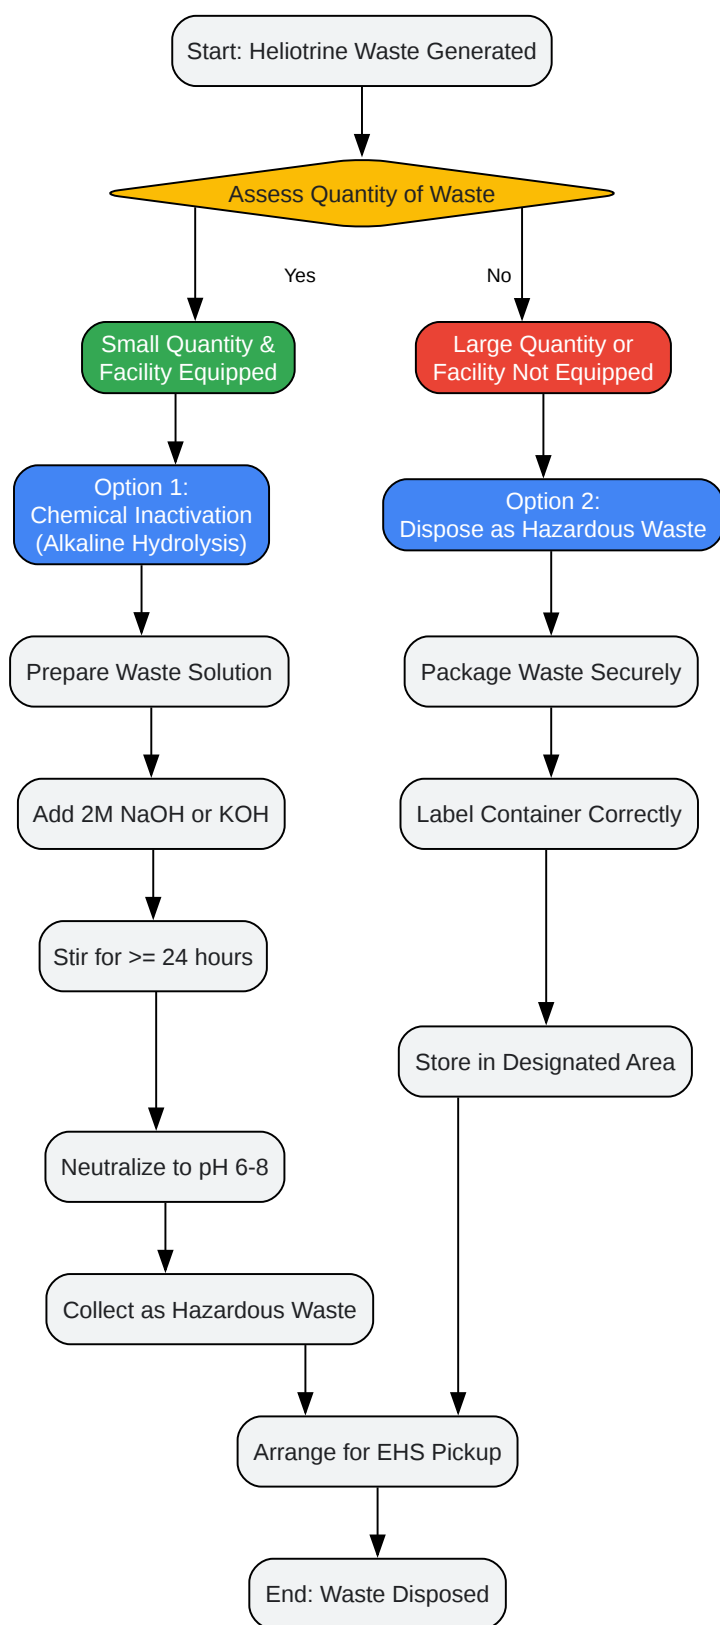 Start: Heliotrine Waste Generated
Assess Quantity of Waste
Yes
No
Small Quantity &
Facility Equipped
Large Quantity or
Facility Not Equipped
Option 1:
Chemical Inactivation
(Alkaline Hydrolysis)
Option 2:
Dispose as Hazardous Waste
Prepare Waste Solution
Package Waste Securely
Add 2M NaOH or KOH
Label Container Correctly
Stir for >= 24 hours
Store in Designated Area
Neutralize to pH 6-8
Collect as Hazardous Waste
Arrange for EHS Pickup
End: Waste Disposed